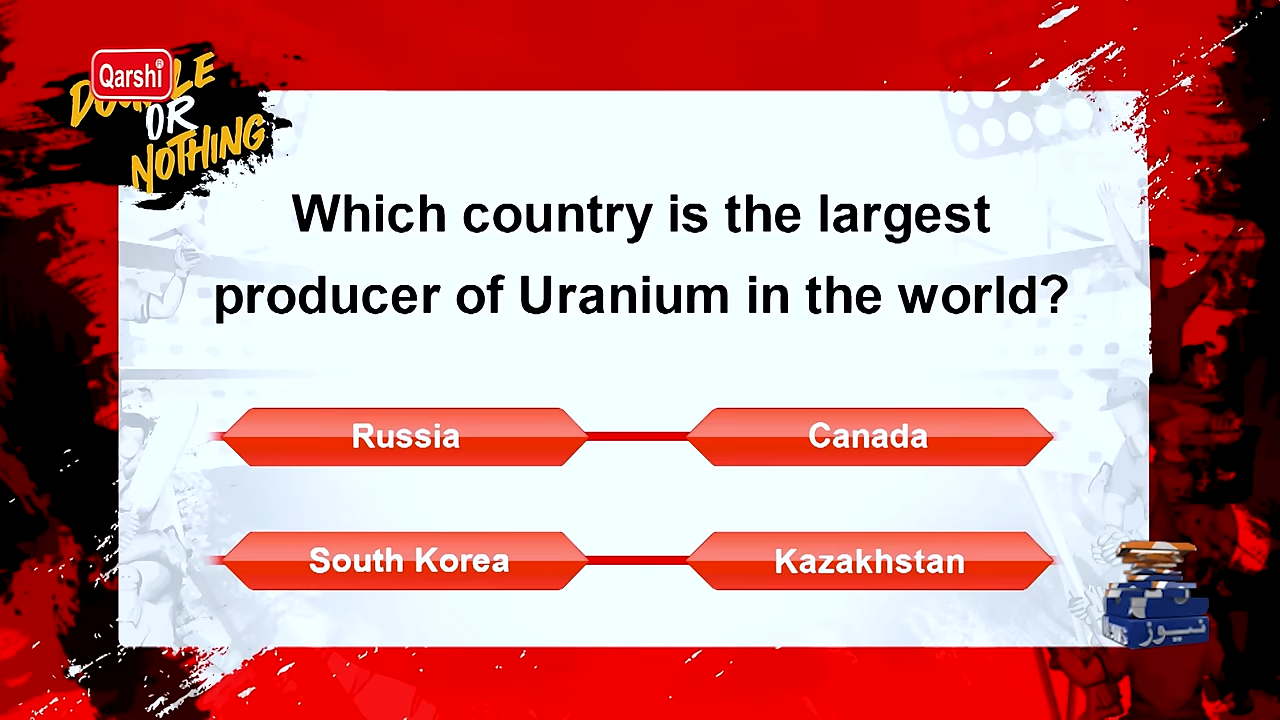 Qarshi
OR
NOTHING
Which country is the largest
producer of Uranium in the world?
Russia
Canada
South Korea
Kazakhstan
نیوز